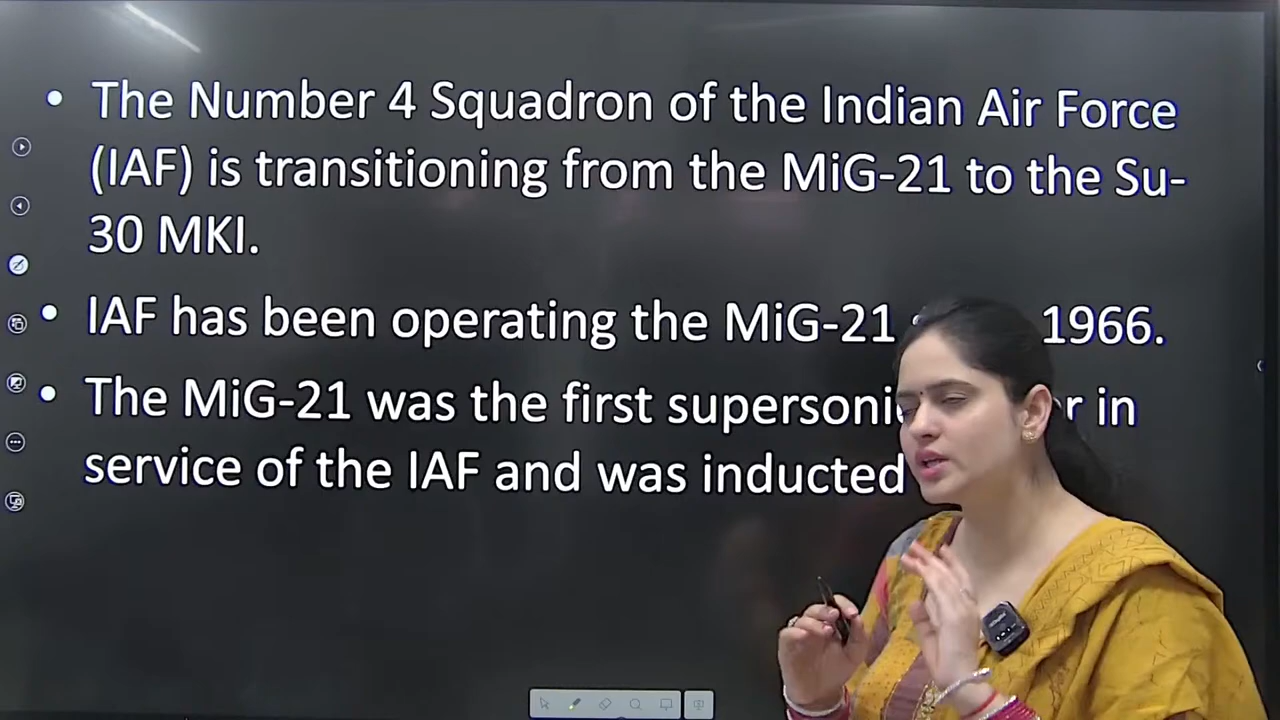 • The Number 4 Squadron of the Indian Air Force
(IAF) is transitioning from the MiG-21 to the Su-
30 MKI.
• IAF has been operating the MiG-21 1966.
• The MiG-21 was the first supersonic in
service of the IAF and was inducted